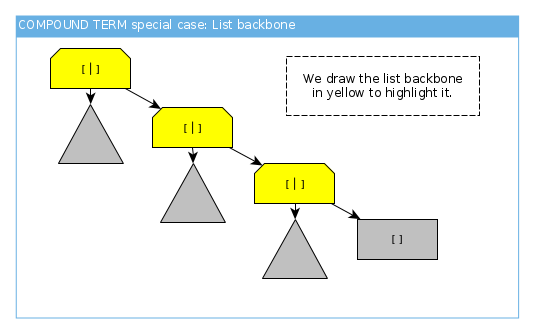 COMPOUND TERM special case: List backbone
[ | ]
We draw the list backbone
in yellow to highlight it.
[ | ]
[ | ]
[ ]